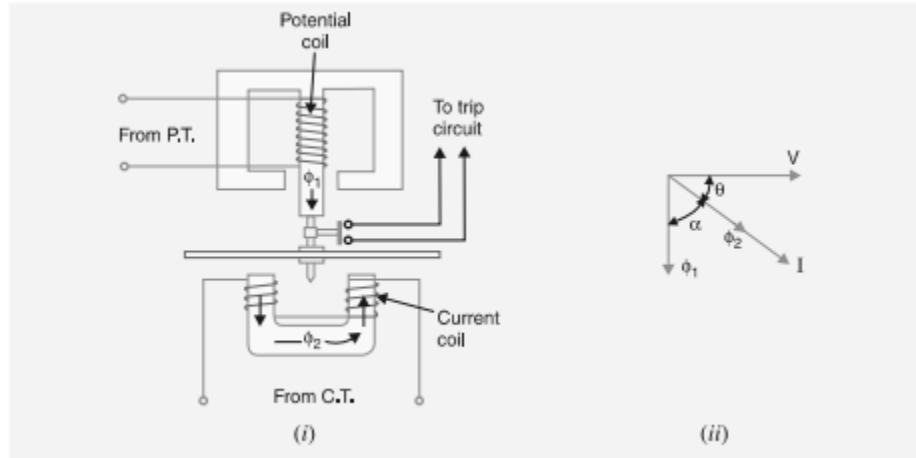 Potential
coil
From P.T.
To trip
circuit
ϕ1
ϕ2
Current
coil
From C.T.
(i)
V
θ
α
ϕ2
ϕ1
I
(ii)